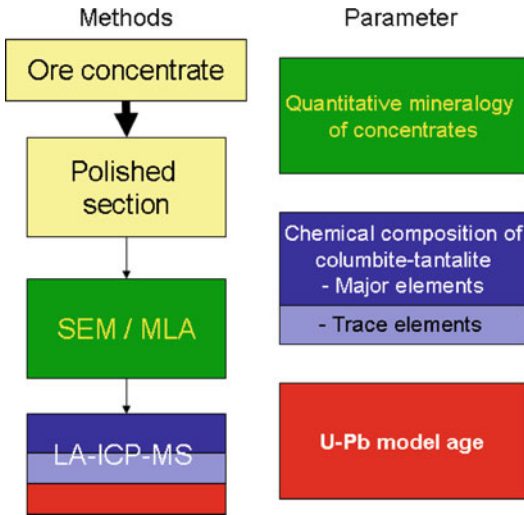 Methods
Parameter
Ore concentrate
Polished
section
SEM / MLA
LA-ICP-MS
Quantitative mineralogy
of concentrates
Chemical composition of
columbite-tantalite
- Major elements
- Trace elements
U-Pb model age